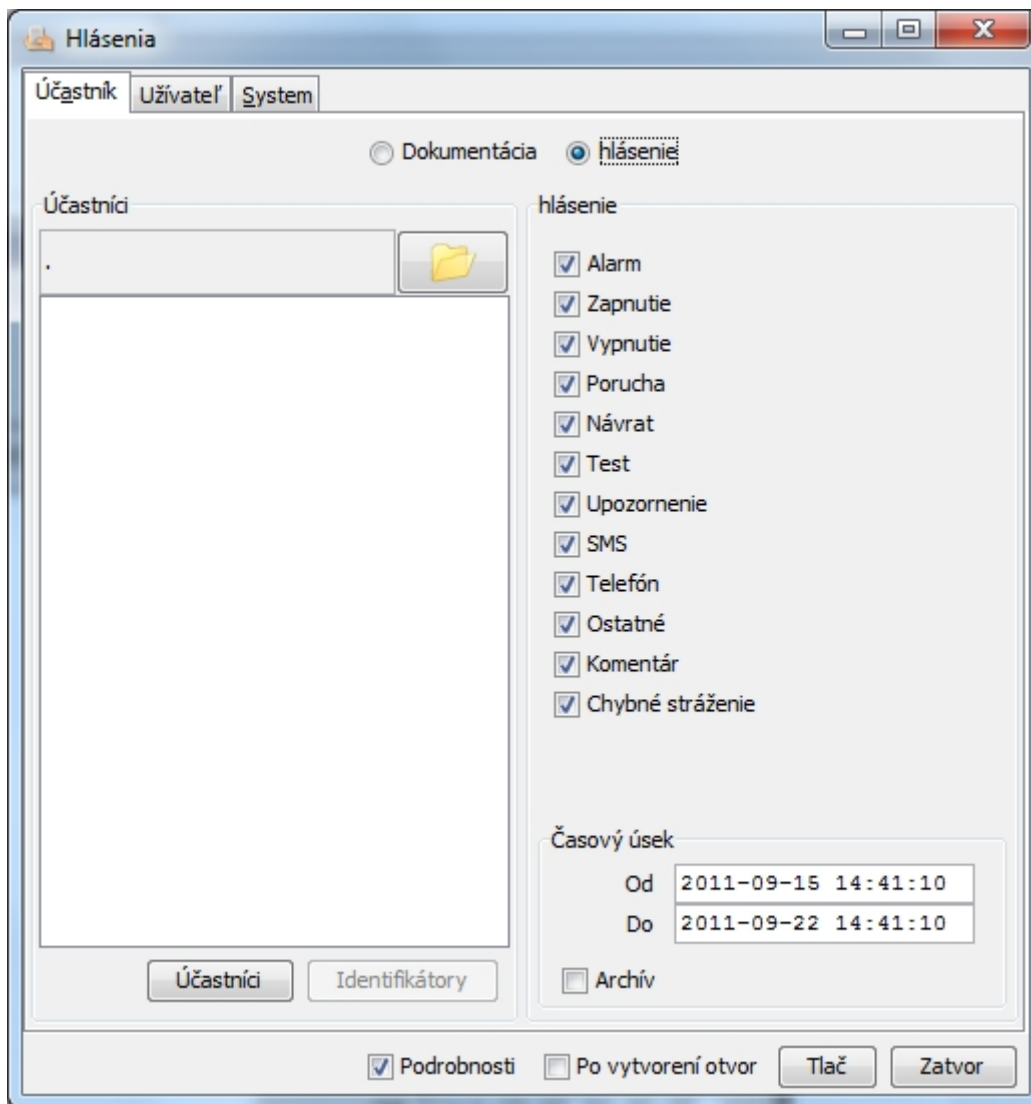 Hlásenia
Účastník Užívateľ System
Dokumentácia hlásenie
Účastníci
.
hlásenie
Alarm
Zapnutie
Vypnutie
Porucha
Návrat
Test
Upozornenie
SMS
Telefón
Ostatné
Komentár
Chybné stráženie
Časový úsek
Od 2011-09-15 14:41:10
Do 2011-09-22 14:41:10
Archív
Účastníci Identifikátory
Podrobnosti Po vytvorení otvor Tlač Zatvor